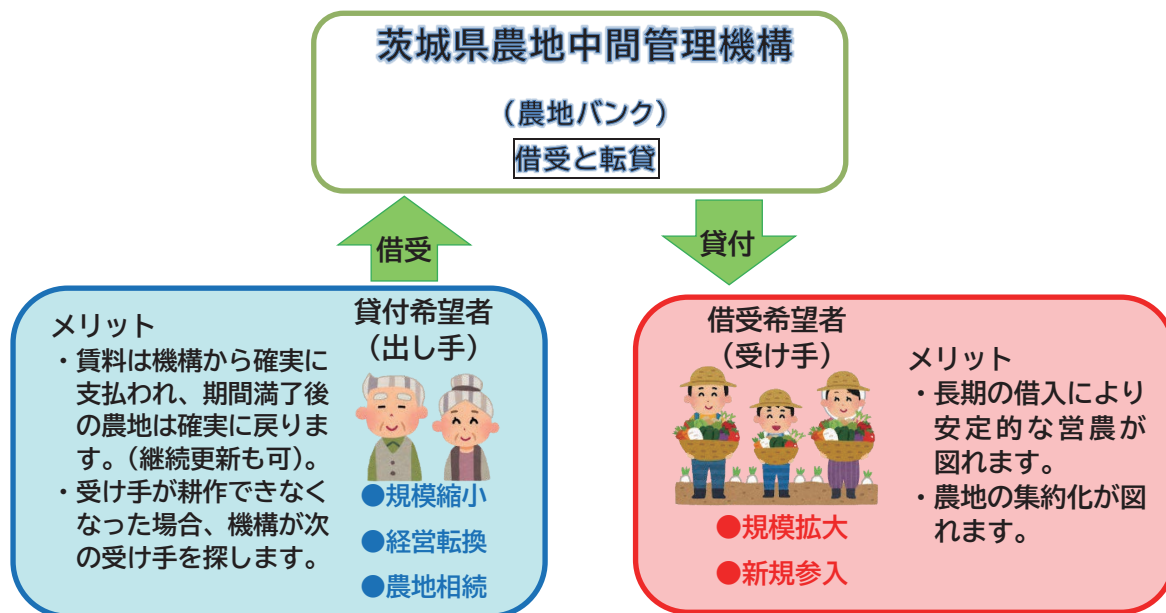 茨城県農地中間管理機構
（農地バンク）
借受と転貸
借受
貸付
メリット
・賃料は機構から確実に
支払われ、期間満了後
の農地は確実に戻りま
す。（継続更新も可）。
・受け手が耕作できなく
なった場合、機構が次
の受け手を探します。
貸付希望者
（出し手）
●規模縮小
●経営転換
●農地相続
借受希望者
（受け手）
●規模拡大
●新規参入
メリット
・長期の借入により
安定的な営農が
図れます。
・農地の集約化が図
れます。